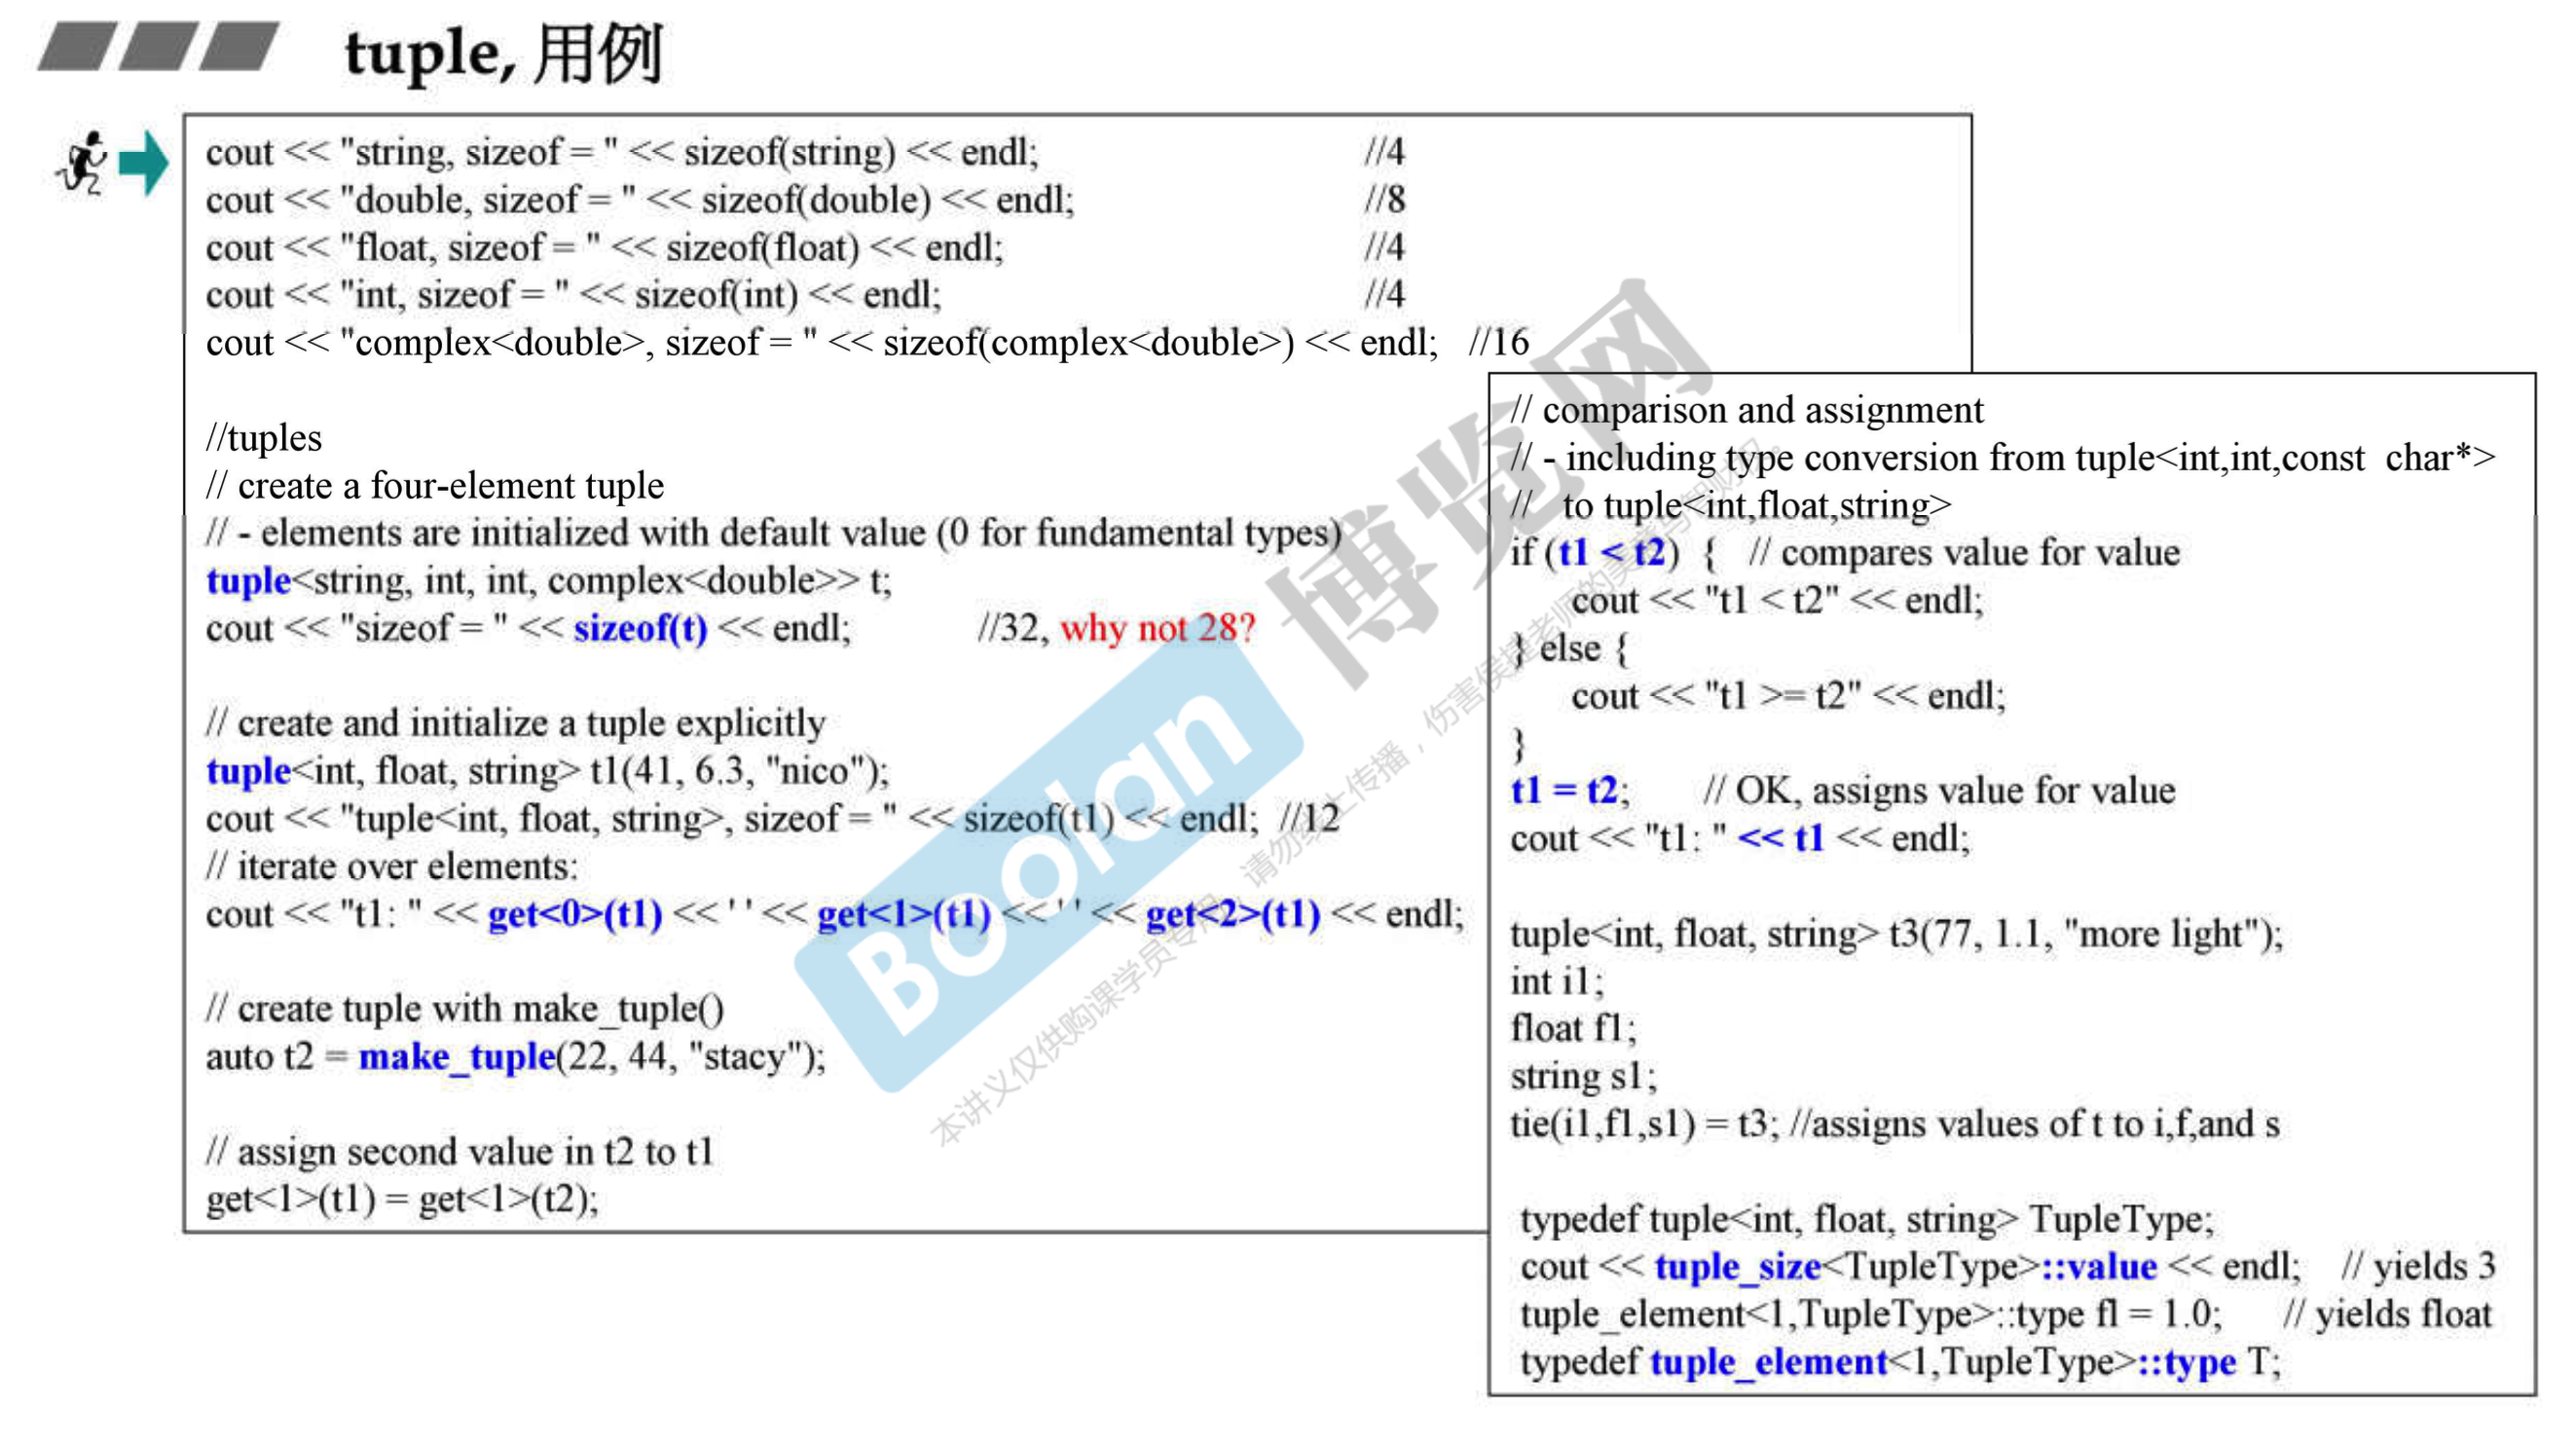 tuple, 用例
cout << "string, sizeof = " << sizeof(string) << endl; //4
cout << "double, sizeof = " << sizeof(double) << endl; //8
cout << "float, sizeof = " << sizeof(float) << endl; //4
cout << "int, sizeof = " << sizeof(int) << endl; //4
cout << "complex<double>, sizeof = " << sizeof(complex<double>) << endl; //16
//tuples
// create a four-element tuple
// - elements are initialized with default value (0 for fundamental types)
tuple<string, int, int, complex<double>> t;
cout << "sizeof = " << sizeof(t) << endl; //32, why not 28?
// create and initialize a tuple explicitly
tuple<int, float, string> t1(41, 6.3, "nico");
cout << "tuple<int, float, string>, sizeof = " << sizeof(t1) << endl; //12
// iterate over elements:
cout << "t1: " << get<0>(t1) << ' ' << get<1>(t1) << ' ' << get<2>(t1) << endl;
// create tuple with make_tuple()
auto t2 = make_tuple(22, 44, "stacy");
// assign second value in t2 to t1
get<1>(t1) = get<1>(t2);
// comparison and assignment
// - including type conversion from tuple<int,int,const char*>
// to tuple<int,float,string>
if (t1 < t2) { // compares value for value
cout << "t1 < t2" << endl;
} else {
cout << "t1 >= t2" << endl;
}
t1 = t2; // OK, assigns value for value
cout << "t1: " << t1 << endl;
tuple<int, float, string> t3(77, 1.1, "more light");
int i1;
float f1;
string s1;
tie(i1,f1,s1) = t3; //assigns values of t to i,f,and s
typedef tuple<int, float, string> TupleType;
cout << tuple_size<TupleType>::value << endl; // yields 3
tuple_element<1,TupleType>::type fl = 1.0; // yields float
typedef tuple_element<1,TupleType>::type T;
Boolan 博览网
本讲义仅供购课学员专用，请勿线上传播，伤害侯捷老师的美意与智财权。